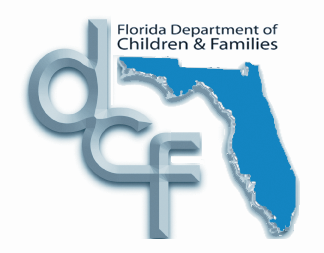 Florida Department of
Children & Families
dcf